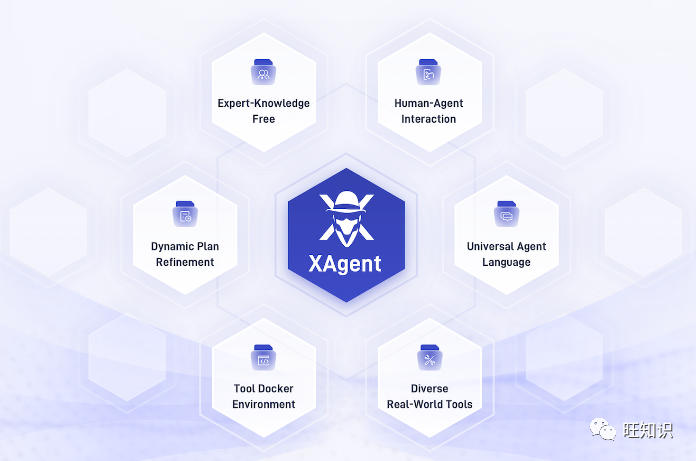 Expert-Knowledge
Free
Human-Agent
Interaction
Dynamic Plan
Refinement
XAgent
Universal Agent
Language
Tool Docker
Environment
Diverse
Real-World Tools
旺知识